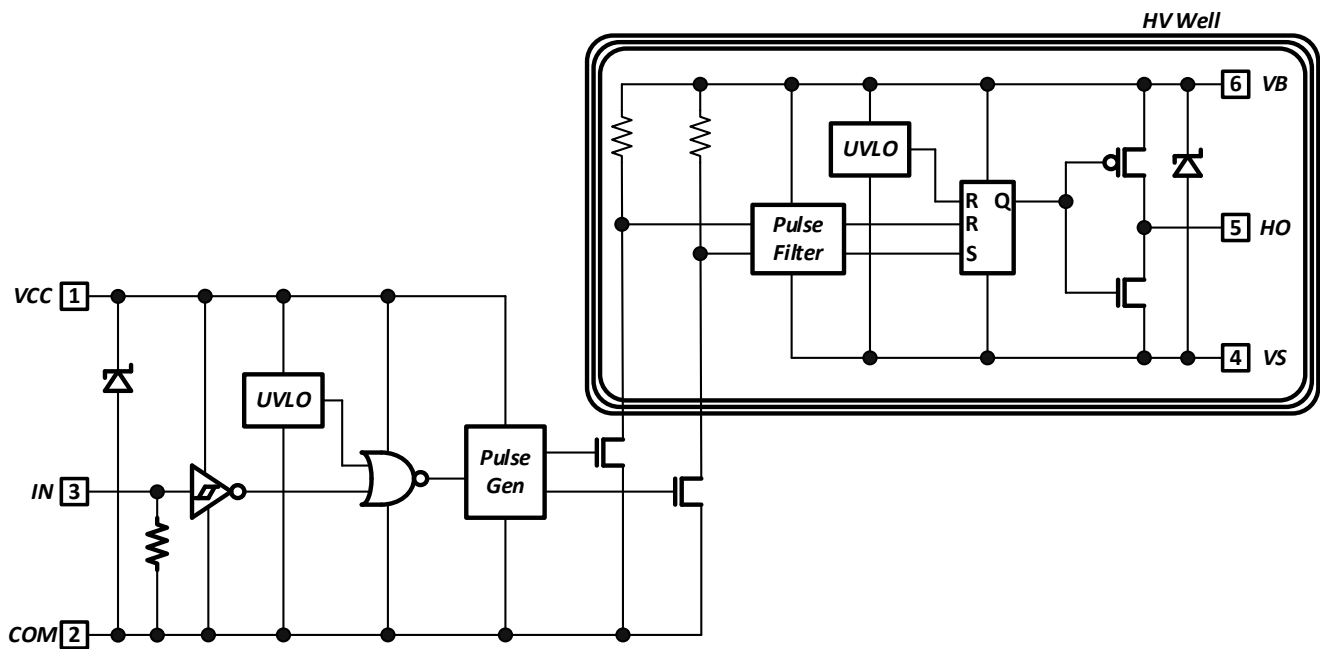 HV Well
6 VB
UVLO
R Q
R
S
Pulse
Filter
5 HO
4 VS
VCC 1
UVLO
Pulse
Gen
IN 3
COM 2